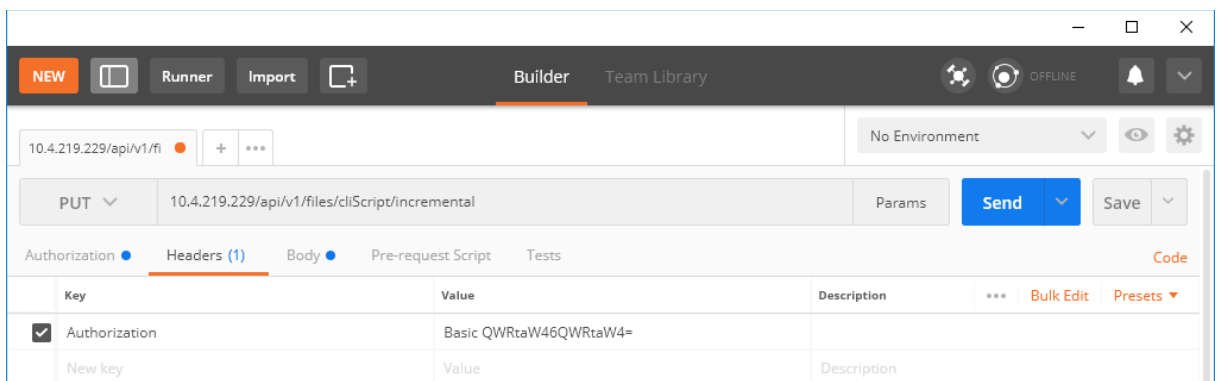 NEW Runner Import Builder Team Library OFFLINE
10.4.219.229/api/v1/fi + ••• No Environment
PUT 10.4.219.229/api/v1/files/cliScript/incremental Params Send Save
Authorization Headers (1) Body Pre-request Script Tests Code
Key Value Description ••• Bulk Edit Presets
Authorization Basic QWRtaW46QWRtaW4=
New key Value Description